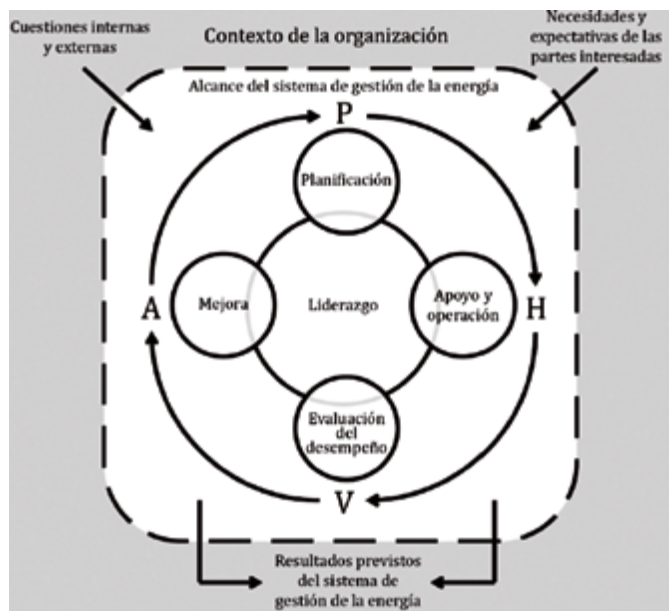 Cuestiones internas
y externas
Contexto de la organización
Necesidades y
expectativas de las
partes interesadas
Alcance del sistema de gestión de la energía
P
Planificación
A
Mejora
Liderazgo
Apoyo y
operación
H
Evaluación
del
desempeño
V
Resultados previstos
del sistema de
gestión de la energía